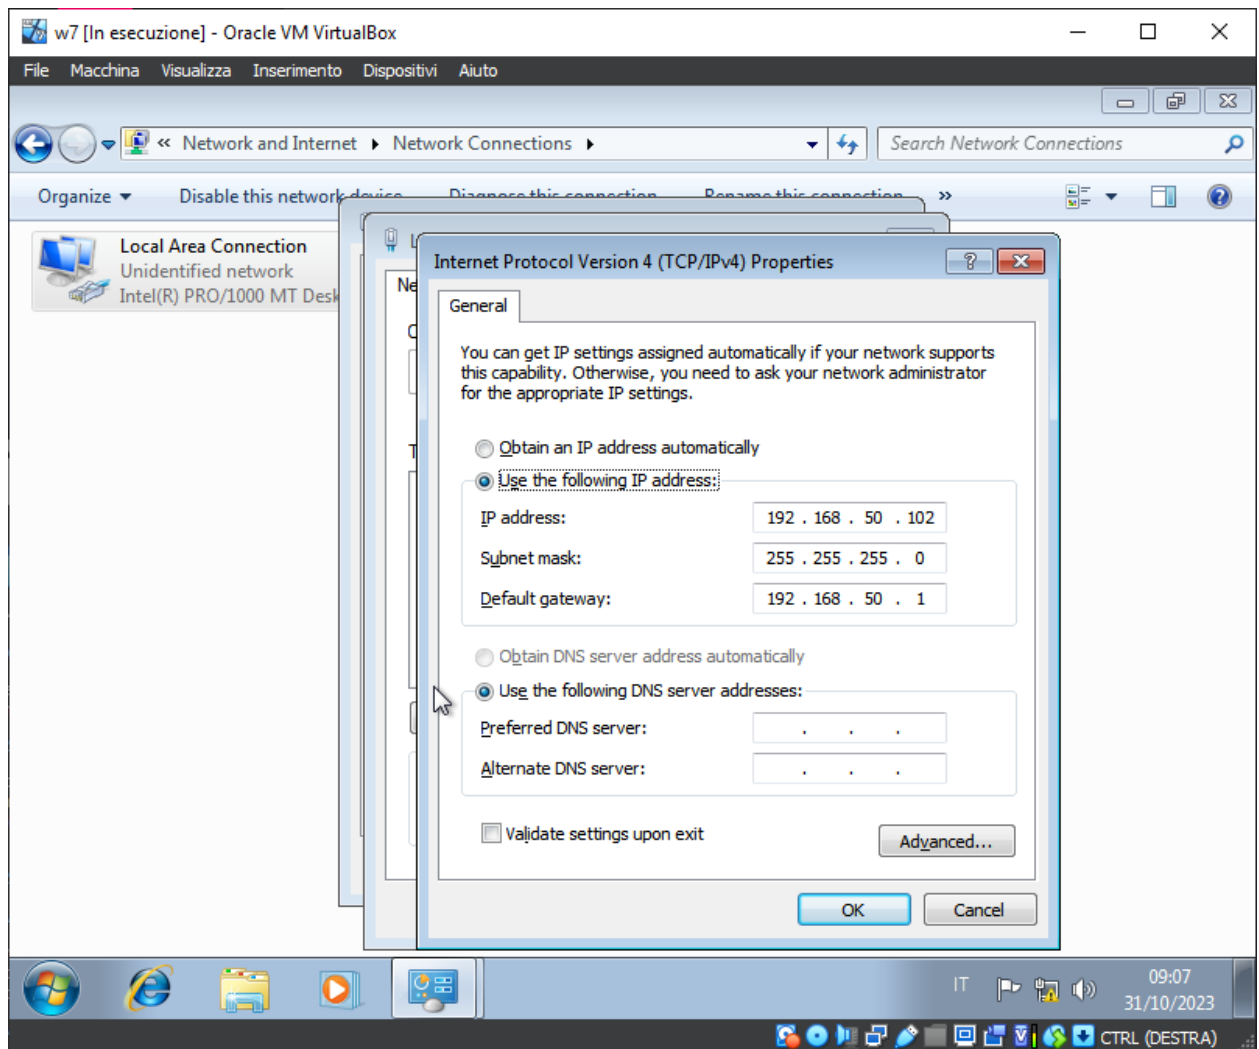 w7 [In esecuzione] - Oracle VM VirtualBox
File Macchina Visualizza Inserimento Dispositivi Aiuto
« Network and Internet Network Connections
Search Network Connections
Organize Disable this network device Diagnose this connection Rename this connection »
Local Area Connection
Unidentified network
Intel(R) PRO/1000 MT Desk
Internet Protocol Version 4 (TCP/IPv4) Properties
General
You can get IP settings assigned automatically if your network supports
this capability. Otherwise, you need to ask your network administrator
for the appropriate IP settings.
Obtain an IP address automatically
Use the following IP address:
IP address: 192 . 168 . 50 . 102
Subnet mask: 255 . 255 . 255 . 0
Default gateway: 192 . 168 . 50 . 1
Obtain DNS server address automatically
Use the following DNS server addresses:
Preferred DNS server: . . .
Alternate DNS server: . . .
Validate settings upon exit
Advanced...
OK Cancel
IT
09:07
31/10/2023
CTRL (DESTRA)